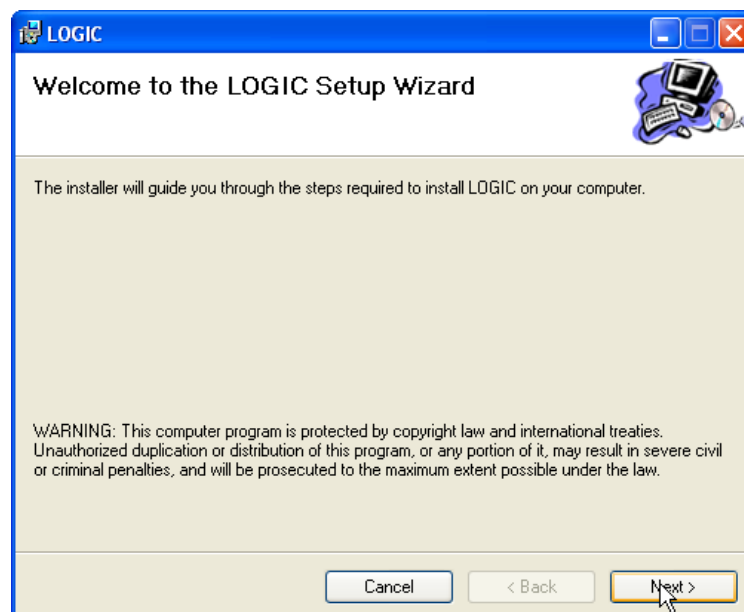 LOGIC
Welcome to the LOGIC Setup Wizard
The installer will guide you through the steps required to install LOGIC on your computer.
WARNING: This computer program is protected by copyright law and international treaties.
Unauthorized duplication or distribution of this program, or any portion of it, may result in severe civil
or criminal penalties, and will be prosecuted to the maximum extent possible under the law.
Cancel
< Back
Next >